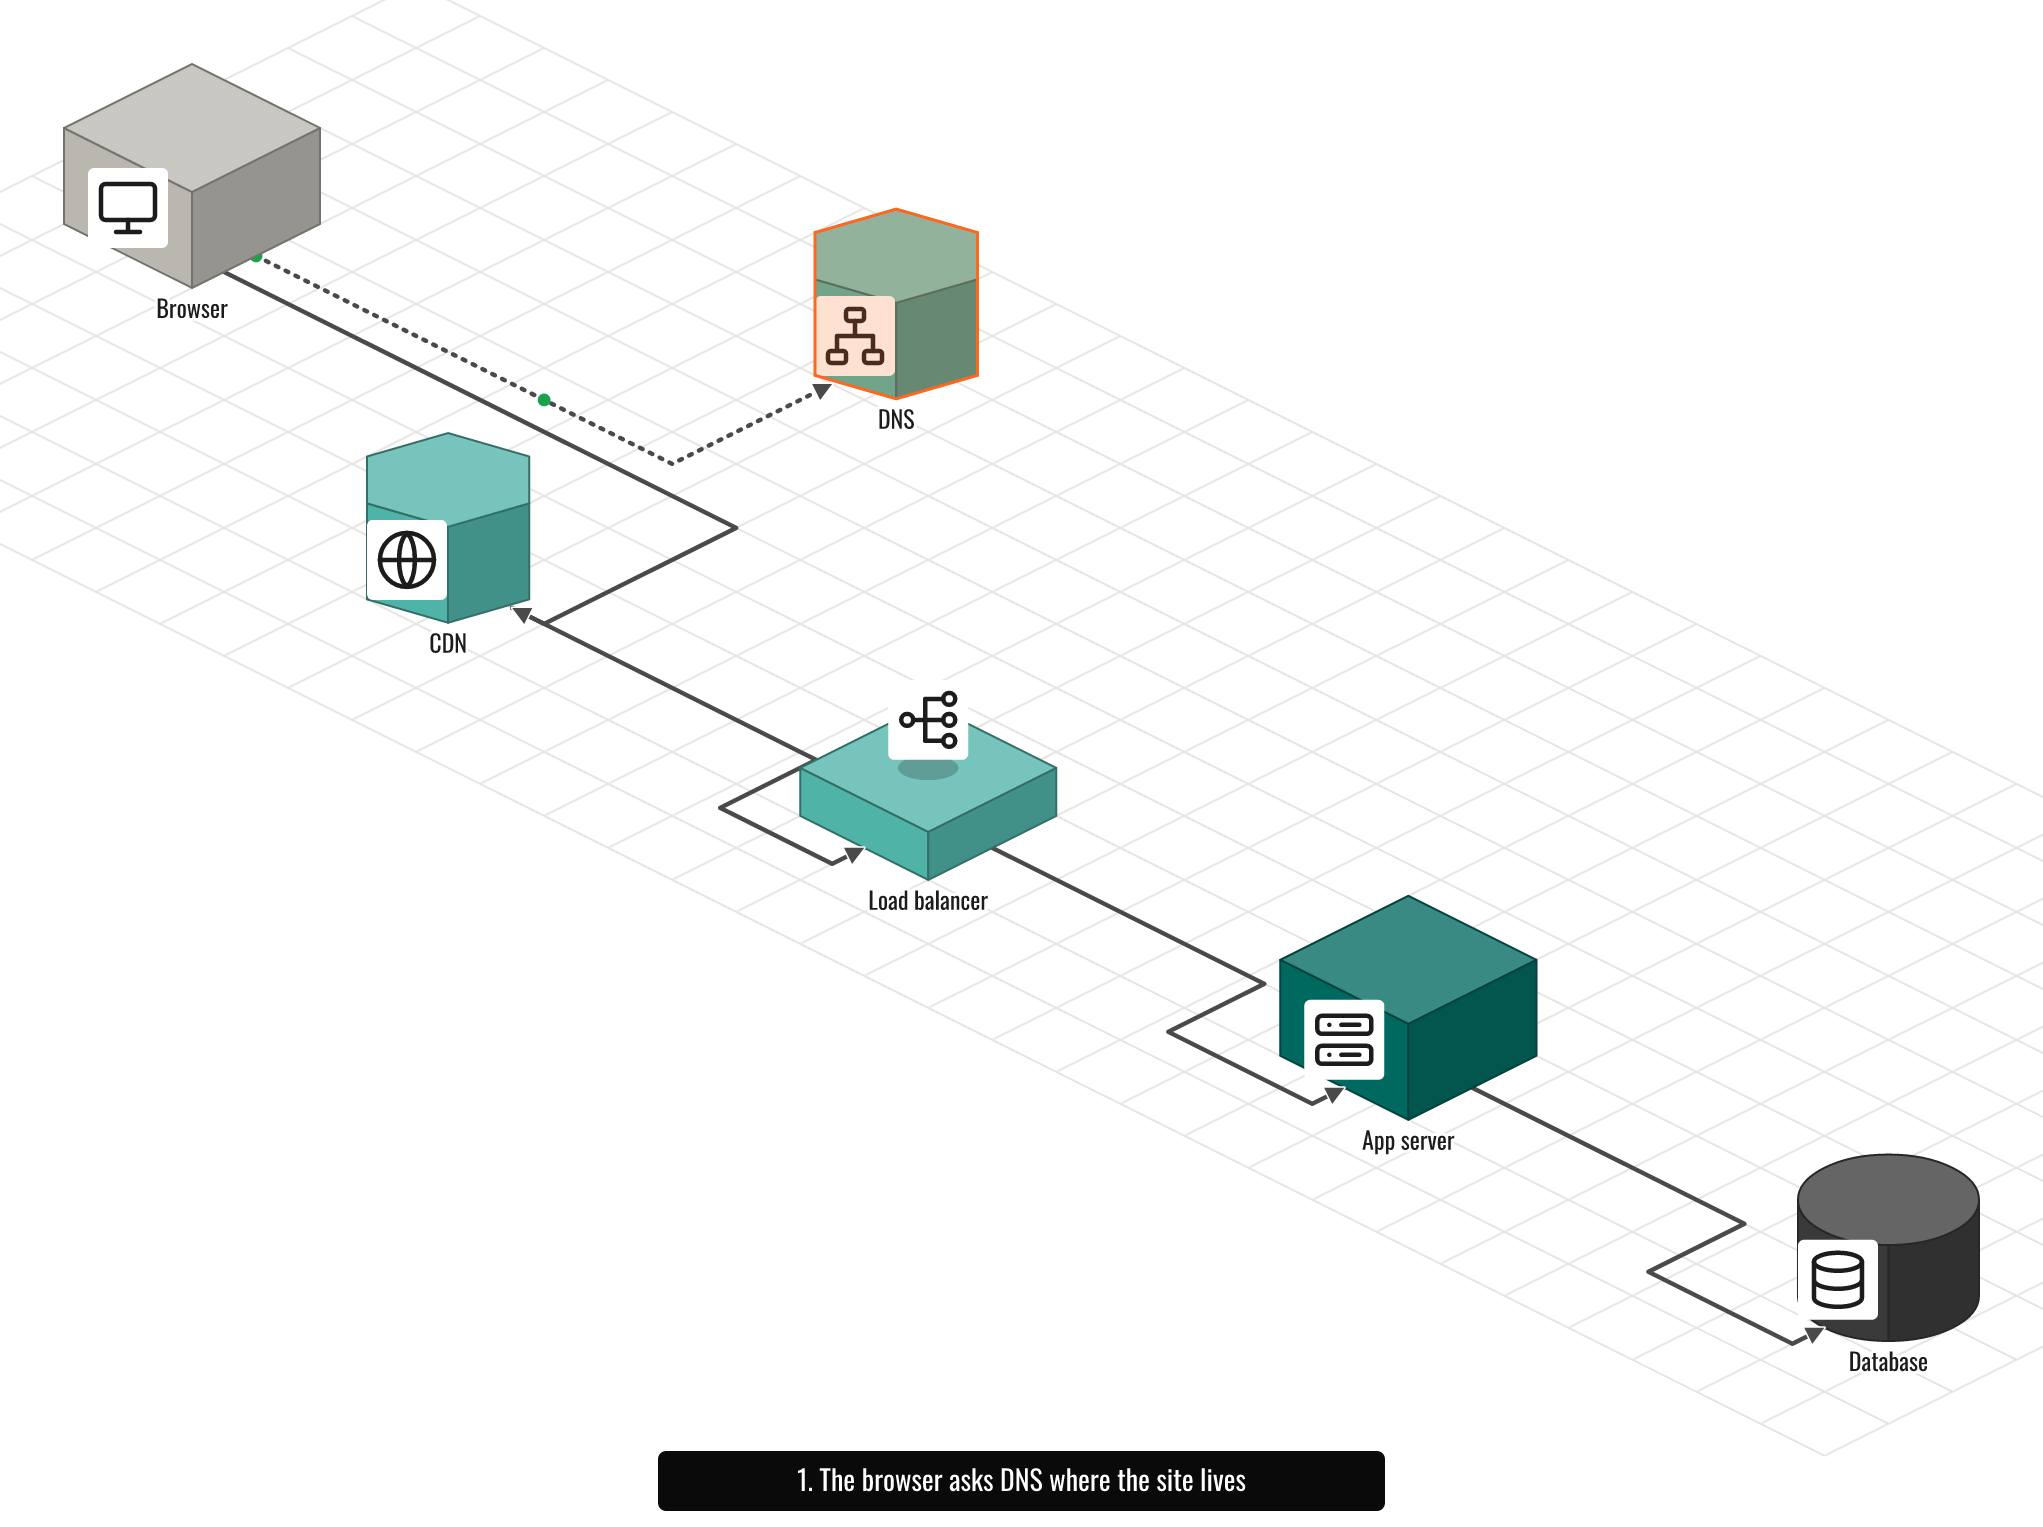 Browser
DNS
CDN
Load balancer
App server
Database
1. The browser asks DNS where the site lives